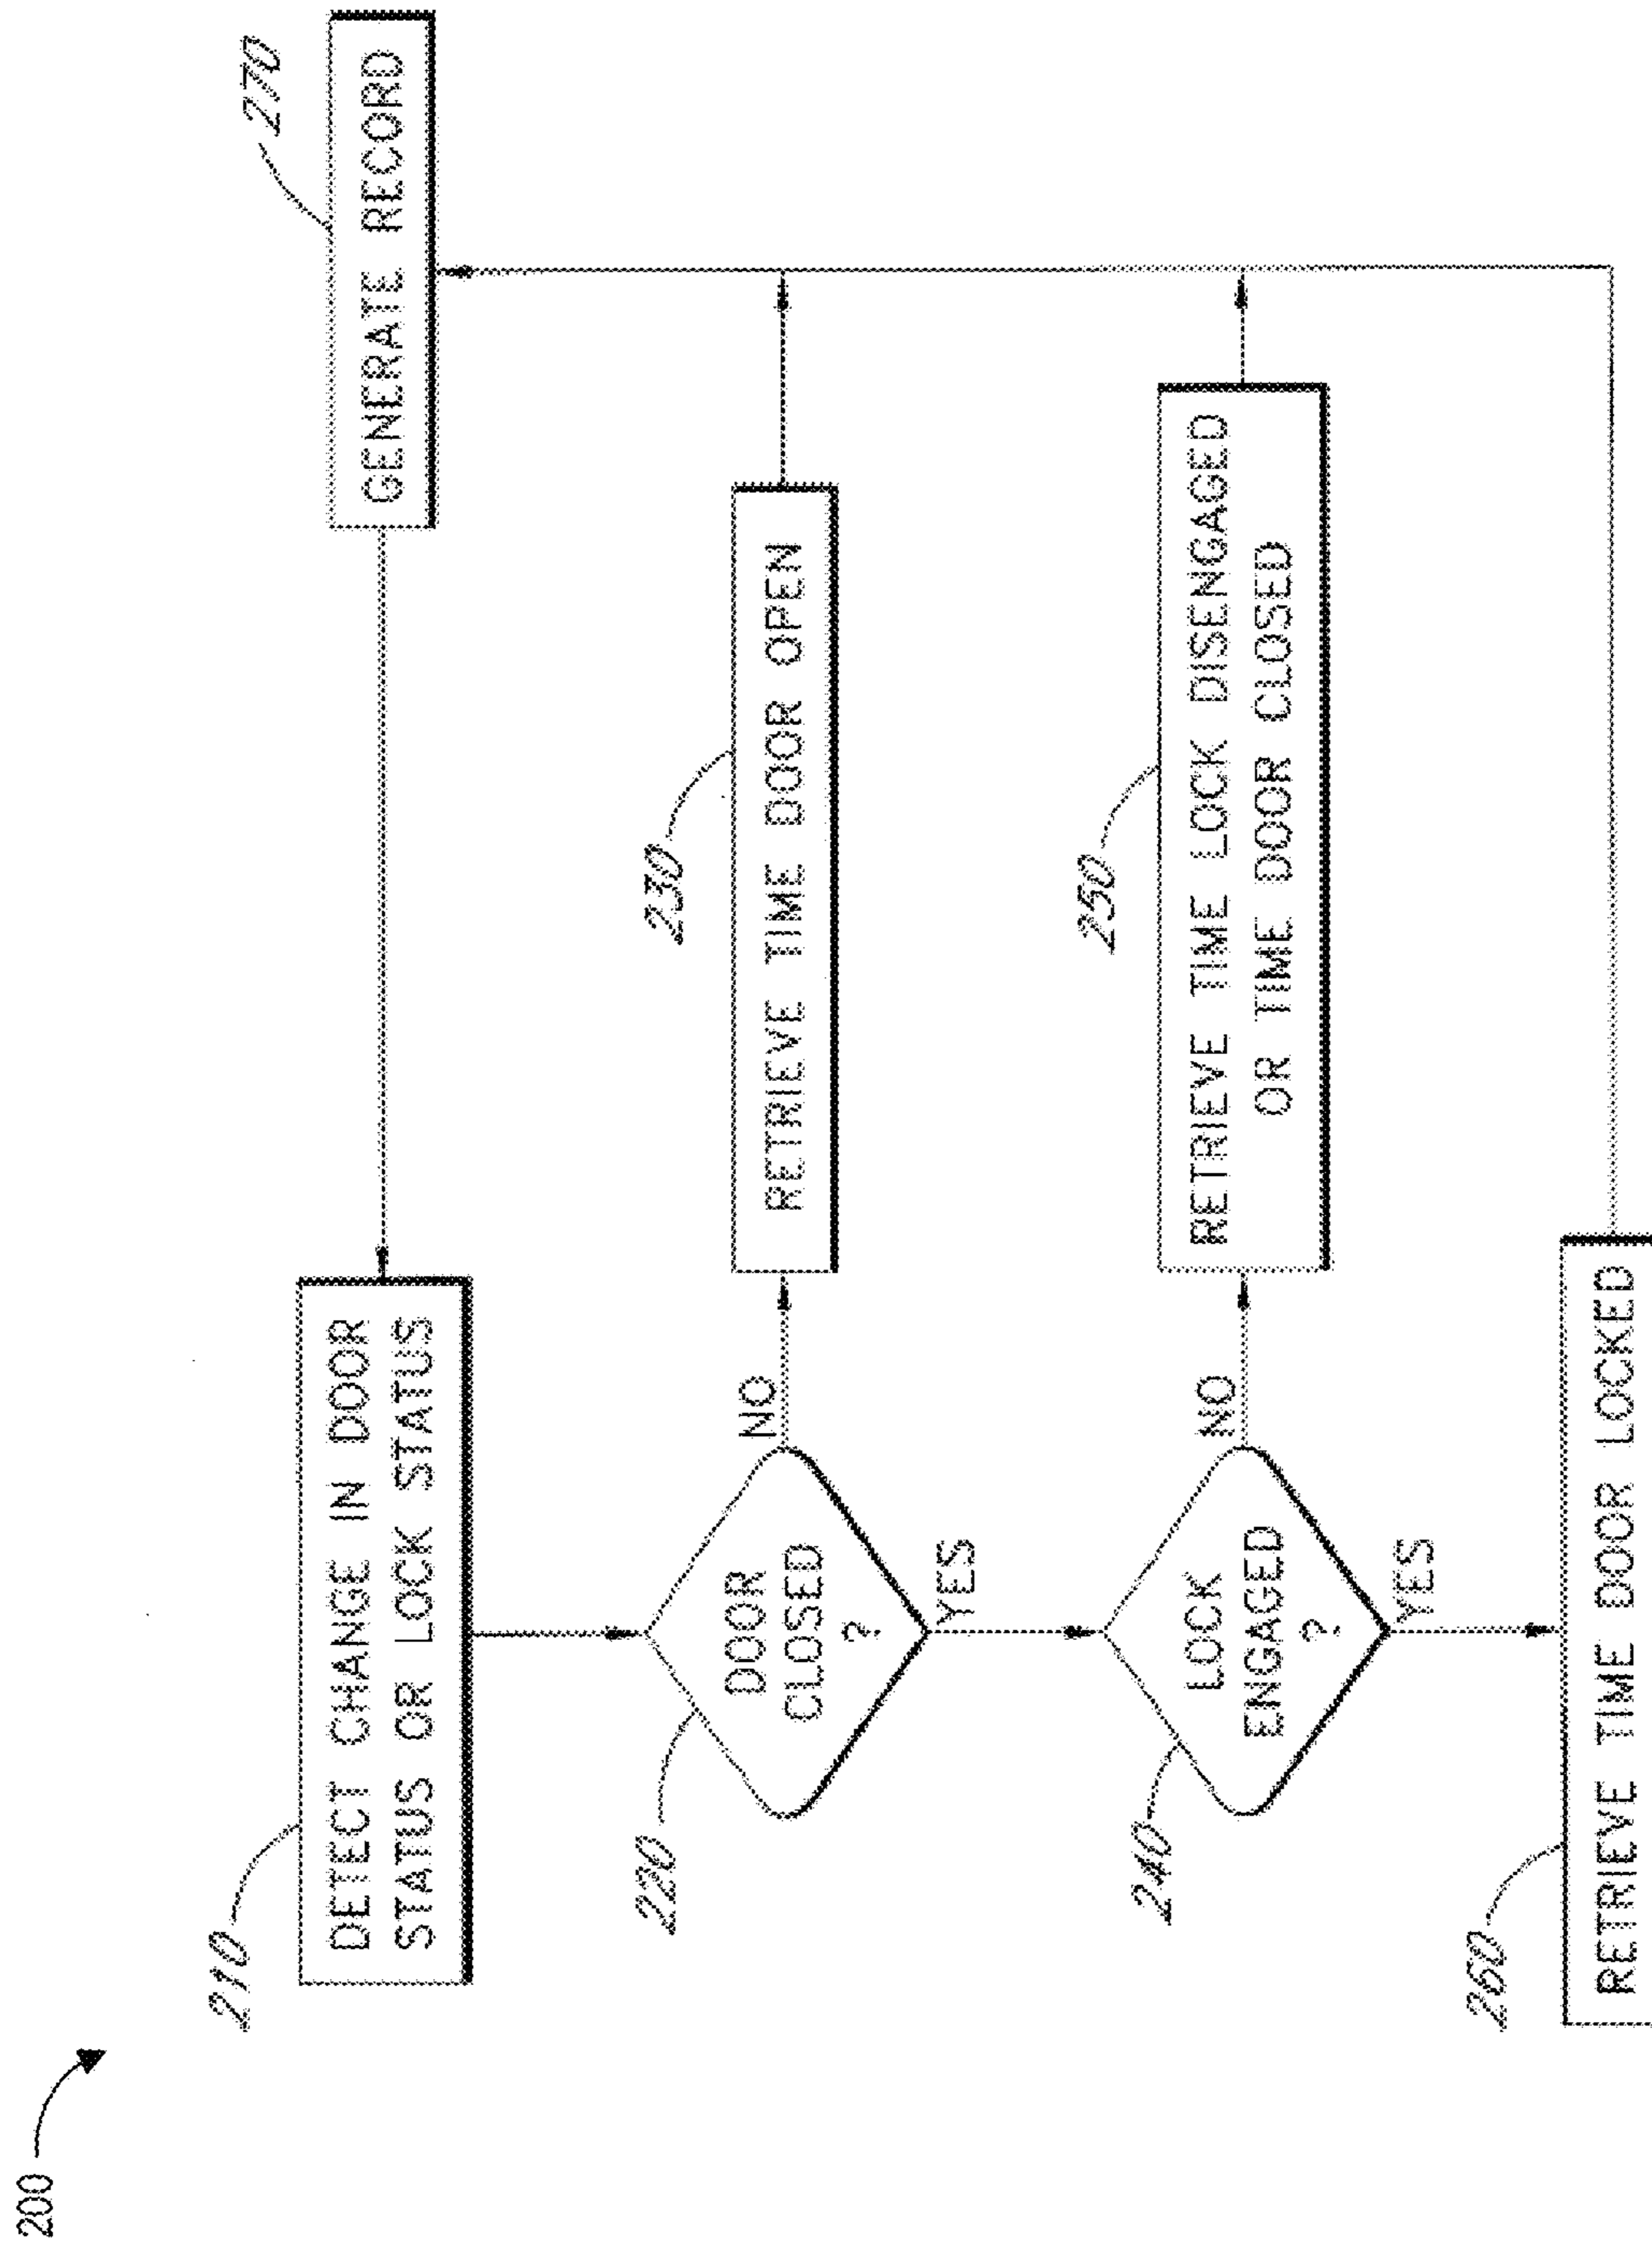 200
210
DETECT CHANGE IN DOOR
STATUS OR LOCK STATUS
270
GENERATE RECORD
220
DOOR
CLOSED
?
NO
YES
230
RETRIEVE TIME DOOR OPEN
240
LOCK
ENGAGED
?
NO
YES
250
RETRIEVE TIME LOCK DISENGAGED
OR TIME DOOR CLOSED
260
RETRIEVE TIME DOOR LOCKED